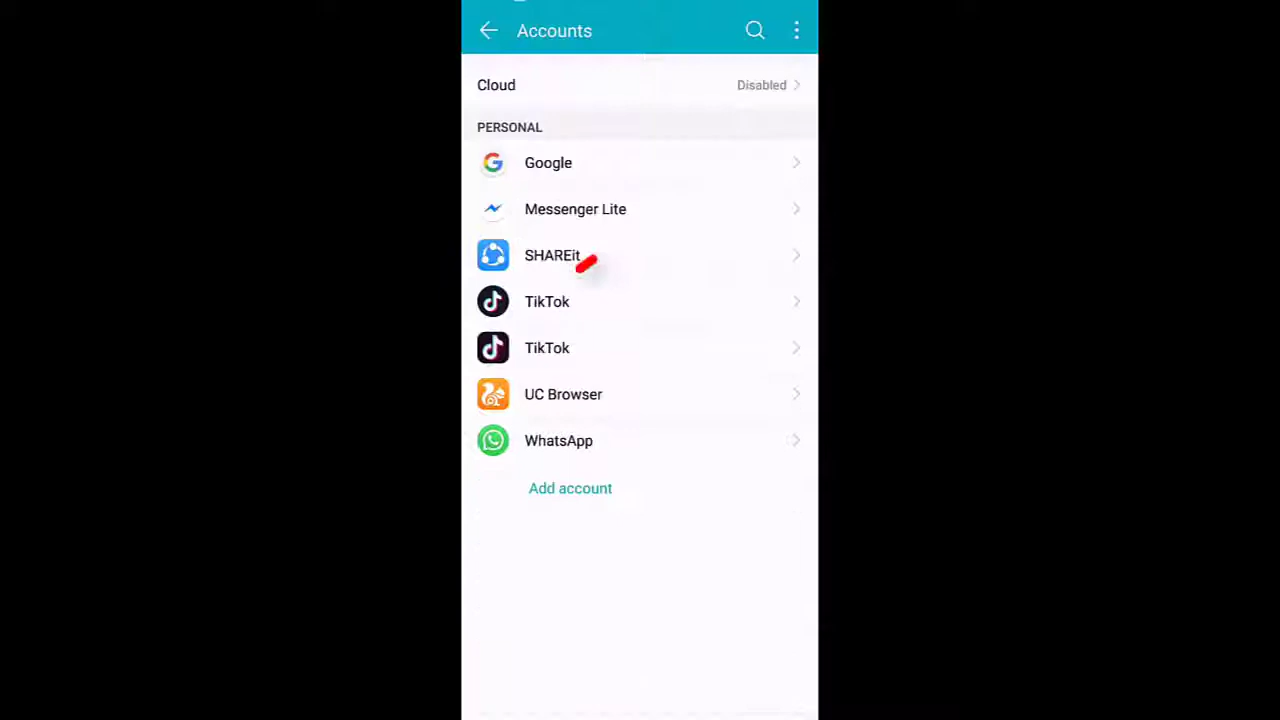 Accounts
Cloud Disabled
PERSONAL
Google
Messenger Lite
SHAREit
TikTok
TikTok
UC Browser
WhatsApp
Add account